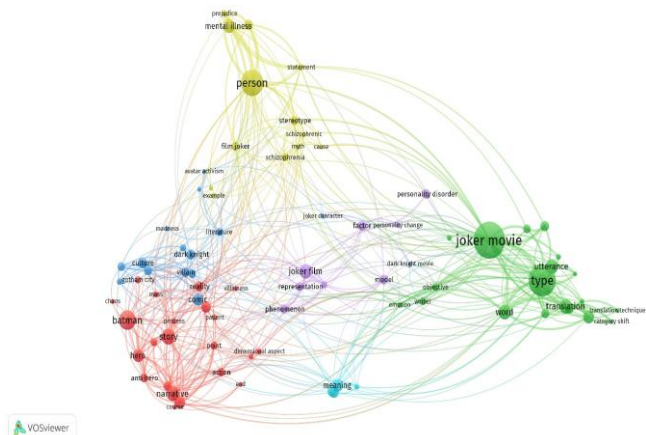 prejudice
mental illness
statement
person
stereotype
schizophrenic
film joker
myth
cause
schizophrenia
avatar activism
example
personality disorder
joker character
madness
literature
factor
personality change
joker movie
dark knight
culture
villain
joker film
dark knight movie
utterance
gotham city
reality
model
type
representation
objective
chaos
comic
phenomenon
emotion
writer
translation
translation technique
batman
patient
word
category shift
story
hero
point
dimensional aspect
antihero
action
meaning
narrative
course
VOSviewer